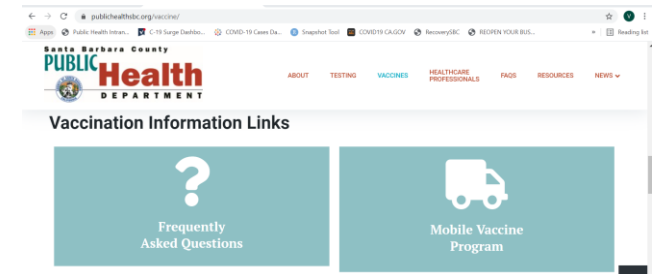 publichealthsbc.org/vaccine/
V
Apps Public Health Intran... C-19 Surge Dashbo... COVID-19 Cases Da... Snapshot Tool COVID19 CA.GOV RecoverySBC REOPEN YOUR BUS... » Reading list
Santa Barbara County
PUBLIC Health
DEPARTMENT
ABOUT TESTING VACCINES HEALTHCARE PROFESSIONALS FAQS RESOURCES NEWS
Vaccination Information Links
?
Frequently
Asked Questions
Mobile Vaccine
Program